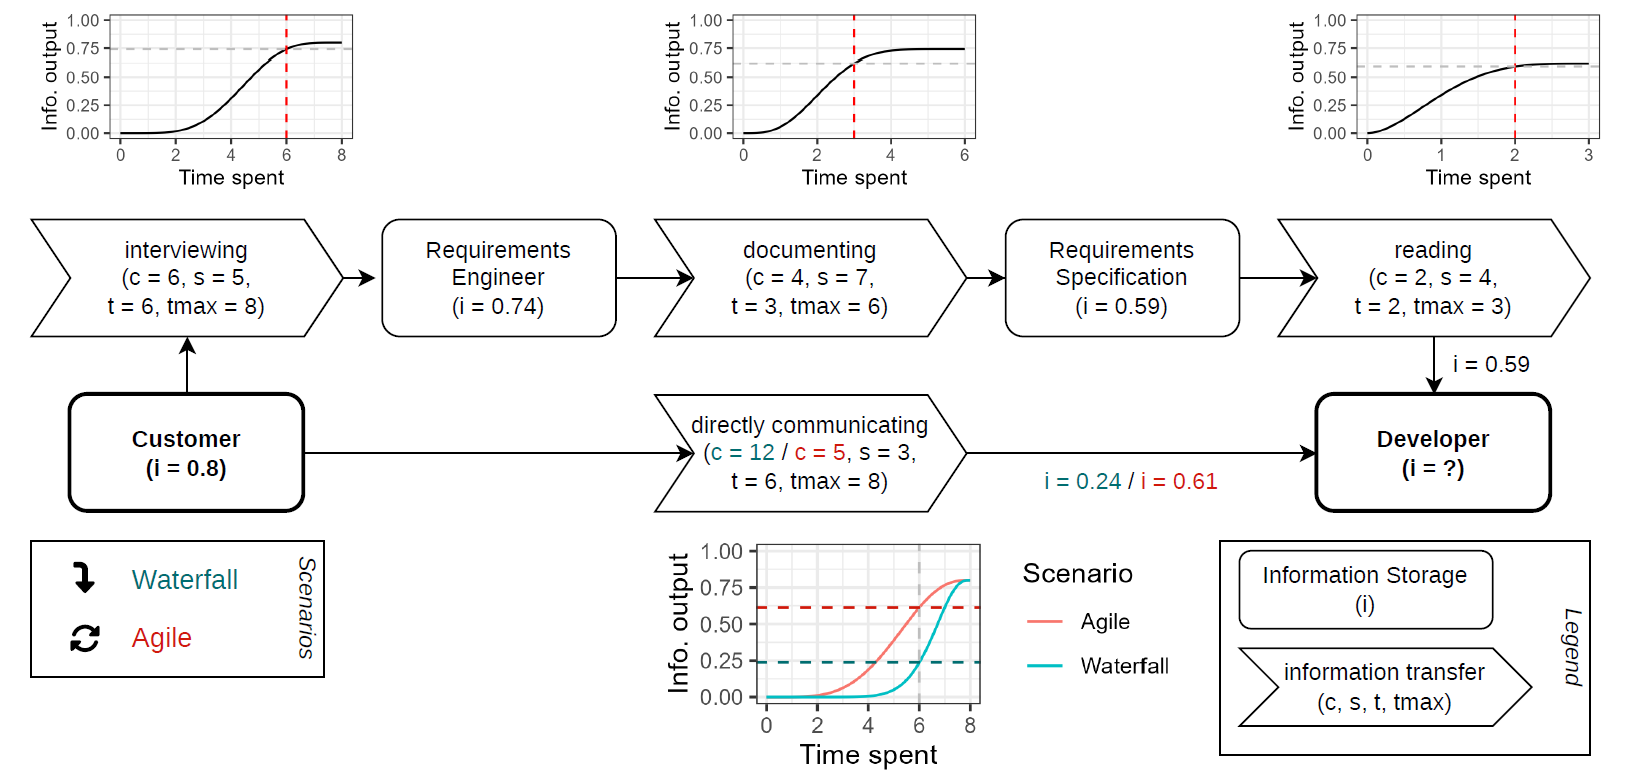 1.00
0.75
0.50
0.25
0.00
Info. output
0 2 4 6 8
Time spent
1.00
0.75
0.50
0.25
0.00
Info. output
0 2 4 6
Time spent
1.00
0.75
0.50
0.25
0.00
Info. output
0 1 2 3
Time spent
interviewing
(c = 6, s = 5,
t = 6, tmax = 8)
Requirements
Engineer
(i = 0.74)
documenting
(c = 4, s = 7,
t = 3, tmax = 6)
Requirements
Specification
(i = 0.59)
reading
(c = 2, s = 4,
t = 2, tmax = 3)
i = 0.59
Customer
(i = 0.8)
directly communicating
(c = 12 / c = 5, s = 3,
t = 6, tmax = 8)
i = 0.24 / i = 0.61
Developer
(i = ?)
Waterfall
Agile
Scenarios
1.00
0.75
0.50
0.25
0.00
Info. output
0 2 4 6 8
Time spent
Scenario
Agile
Waterfall
Information Storage
(i)
information transfer
(c, s, t, tmax)
Legend